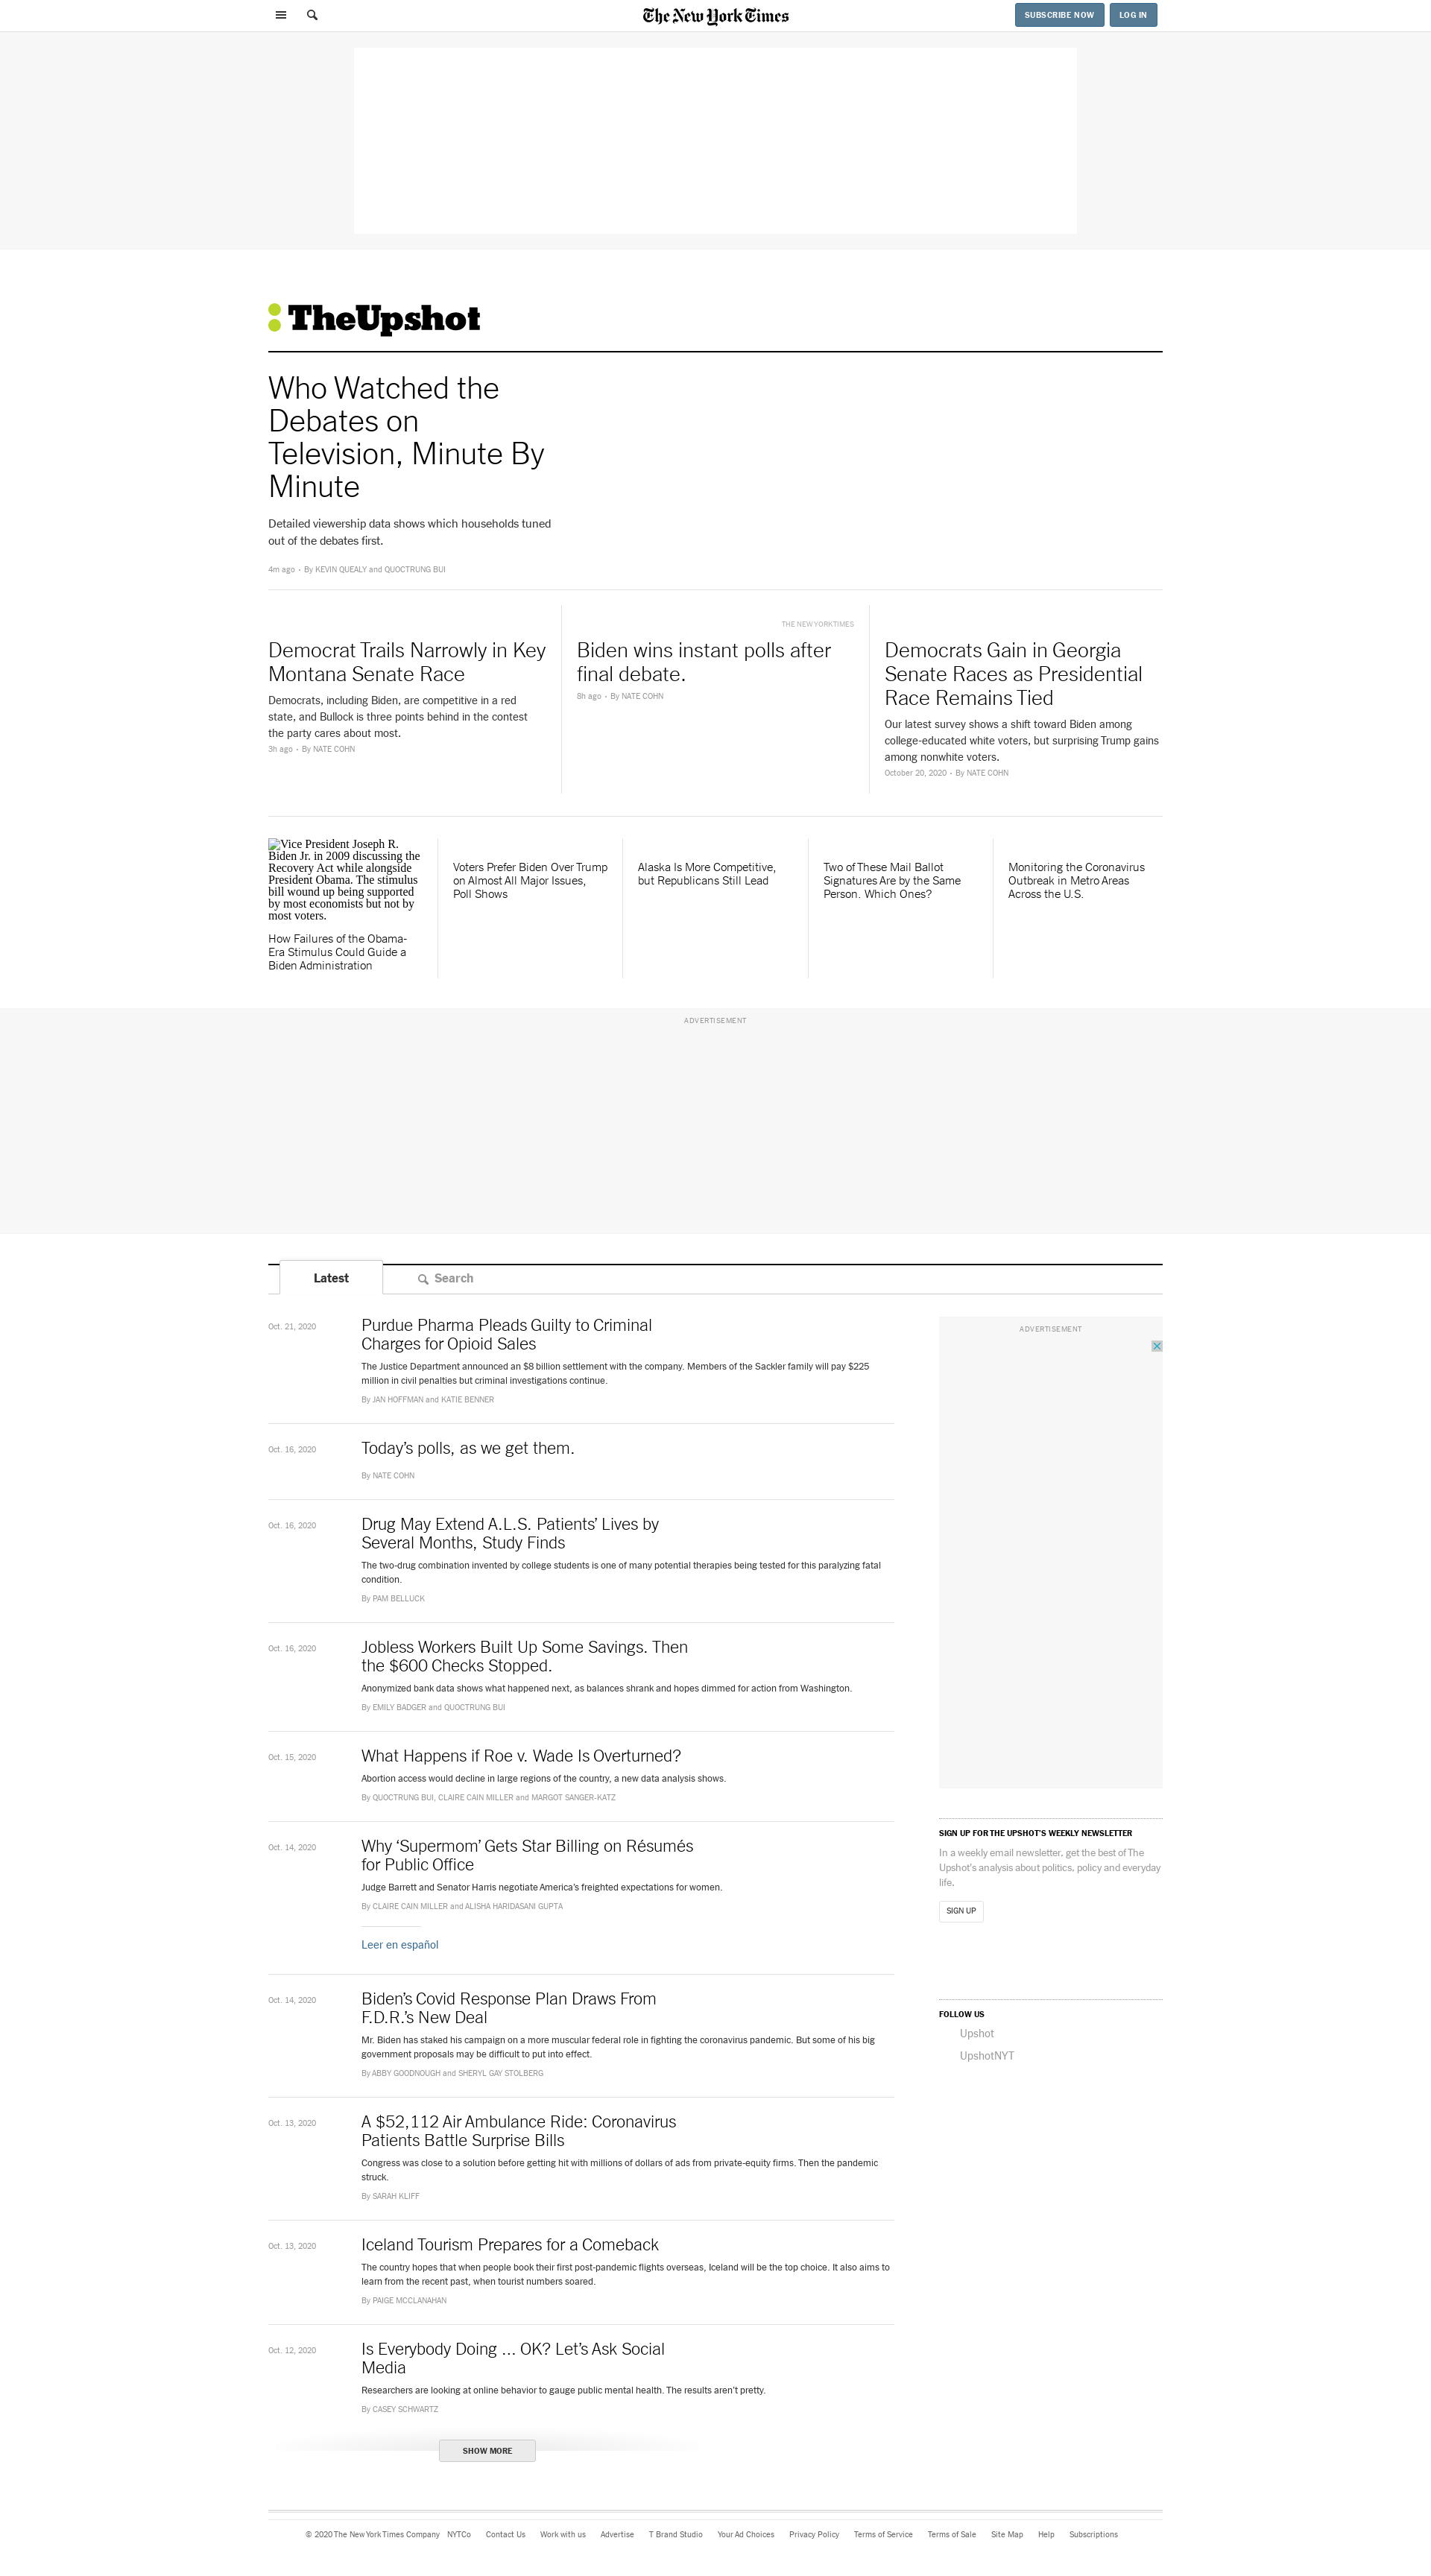 The New York Times
SUBSCRIBE NOW
LOG IN
TheUpshot
Who Watched the
Debates on
Television, Minute By
Minute
Detailed viewership data shows which households tuned
out of the debates first.
4m ago • By KEVIN QUEALY and QUOCTRUNG BUI
Democrat Trails Narrowly in Key
Montana Senate Race
Democrats, including Biden, are competitive in a red
state, and Bullock is three points behind in the contest
the party cares about most.
3h ago • By NATE COHN
THE NEW YORK TIMES
Biden wins instant polls after
final debate.
8h ago • By NATE COHN
Democrats Gain in Georgia
Senate Races as Presidential
Race Remains Tied
Our latest survey shows a shift toward Biden among
college-educated white voters, but surprising Trump gains
among nonwhite voters.
October 20, 2020 • By NATE COHN
Vice President Joseph R.
Biden Jr. in 2009 discussing the
Recovery Act while alongside
President Obama. The stimulus
bill wound up being supported
by most economists but not by
most voters.
How Failures of the Obama-
Era Stimulus Could Guide a
Biden Administration
Voters Prefer Biden Over Trump
on Almost All Major Issues,
Poll Shows
Alaska Is More Competitive,
but Republicans Still Lead
Two of These Mail Ballot
Signatures Are by the Same
Person. Which Ones?
Monitoring the Coronavirus
Outbreak in Metro Areas
Across the U.S.
ADVERTISEMENT
Latest
Search
Oct. 21, 2020
Purdue Pharma Pleads Guilty to Criminal
Charges for Opioid Sales
The Justice Department announced an $8 billion settlement with the company. Members of the Sackler family will pay $225
million in civil penalties but criminal investigations continue.
By JAN HOFFMAN and KATIE BENNER
Oct. 16, 2020
Today’s polls, as we get them.
By NATE COHN
Oct. 16, 2020
Drug May Extend A.L.S. Patients’ Lives by
Several Months, Study Finds
The two-drug combination invented by college students is one of many potential therapies being tested for this paralyzing fatal
condition.
By PAM BELLUCK
Oct. 16, 2020
Jobless Workers Built Up Some Savings. Then
the $600 Checks Stopped.
Anonymized bank data shows what happened next, as balances shrank and hopes dimmed for action from Washington.
By EMILY BADGER and QUOCTRUNG BUI
Oct. 15, 2020
What Happens if Roe v. Wade Is Overturned?
Abortion access would decline in large regions of the country, a new data analysis shows.
By QUOCTRUNG BUI, CLAIRE CAIN MILLER and MARGOT SANGER-KATZ
Oct. 14, 2020
Why ‘Supermom’ Gets Star Billing on Résumés
for Public Office
Judge Barrett and Senator Harris negotiate America’s freighted expectations for women.
By CLAIRE CAIN MILLER and ALISHA HARIDASANI GUPTA
Leer en español
Oct. 14, 2020
Biden’s Covid Response Plan Draws From
F.D.R.’s New Deal
Mr. Biden has staked his campaign on a more muscular federal role in fighting the coronavirus pandemic. But some of his big
government proposals may be difficult to put into effect.
By ABBY GOODNOUGH and SHERYL GAY STOLBERG
Oct. 13, 2020
A $52,112 Air Ambulance Ride: Coronavirus
Patients Battle Surprise Bills
Congress was close to a solution before getting hit with millions of dollars of ads from private-equity firms. Then the pandemic
struck.
By SARAH KLIFF
Oct. 13, 2020
Iceland Tourism Prepares for a Comeback
The country hopes that when people book their first post-pandemic flights overseas, Iceland will be the top choice. It also aims to
learn from the recent past, when tourist numbers soared.
By PAIGE MCCLANAHAN
Oct. 12, 2020
Is Everybody Doing ... OK? Let’s Ask Social
Media
Researchers are looking at online behavior to gauge public mental health. The results aren’t pretty.
By CASEY SCHWARTZ
SHOW MORE
ADVERTISEMENT
SIGN UP FOR THE UPSHOT’S WEEKLY NEWSLETTER
In a weekly email newsletter, get the best of The
Upshot’s analysis about politics, policy and everyday
life.
SIGN UP
FOLLOW US
Upshot
UpshotNYT
© 2020 The New York Times Company NYTCo Contact Us Work with us Advertise T Brand Studio Your Ad Choices Privacy Policy Terms of Service Terms of Sale Site Map Help Subscriptions